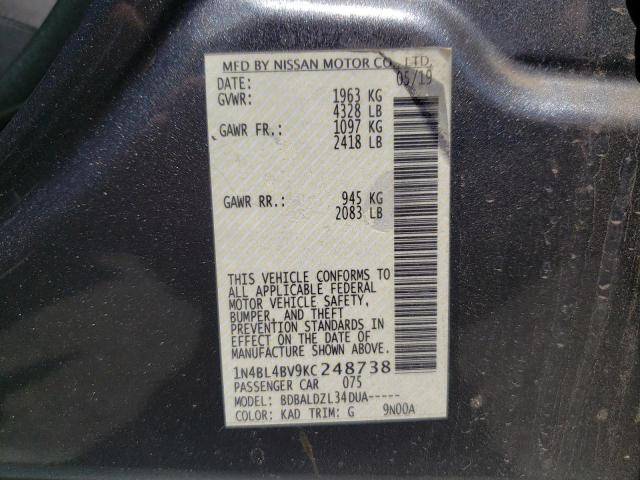 MFD BY NISSAN MOTOR CO., LTD.
DATE: 05/19
GVWR: 1963 KG
4328 LB
GAWR FR.: 1097 KG
2418 LB
GAWR RR.: 945 KG
2083 LB
THIS VEHICLE CONFORMS TO
ALL APPLICABLE FEDERAL
MOTOR VEHICLE SAFETY,
BUMPER, AND THEFT
PREVENTION STANDARDS IN
EFFECT ON THE DATE OF
MANUFACTURE SHOWN ABOVE.
1N4BL4BV9KC248738
PASSENGER CAR 075
MODEL: BDBALDZL34DUA-----
COLOR: KAD TRIM: G 9N00A